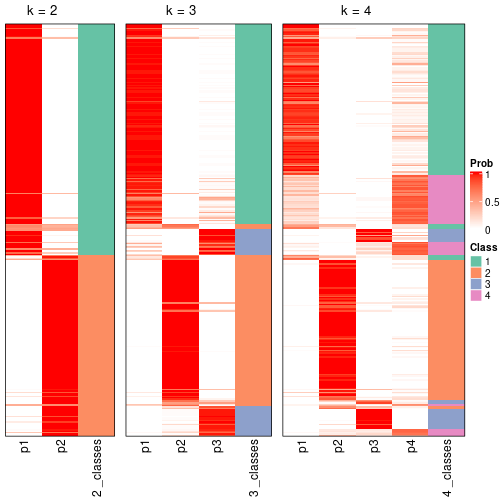 k = 2
k = 3
k = 4
p1
p2
2_classes
p1
p2
p3
3_classes
p1
p2
p3
p4
4_classes
Prob
1
0.5
0
Class
1
2
3
4